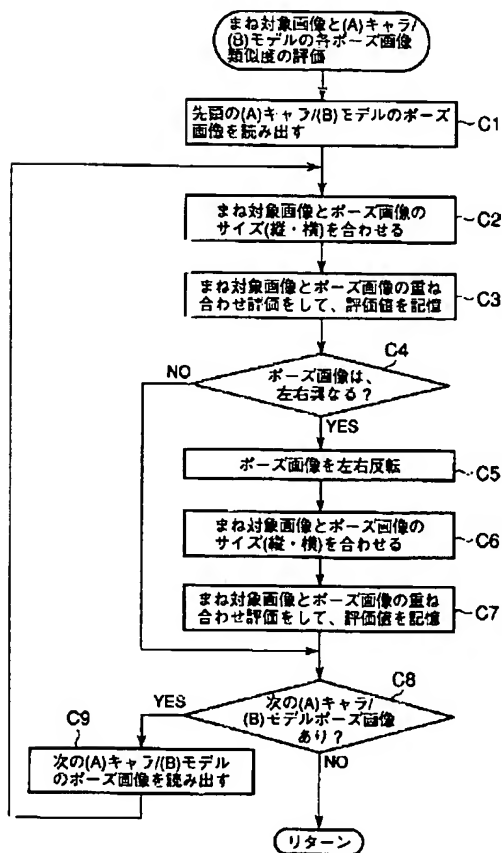 まね対象画像と(A)キャラ/
(B)モデルの各ポーズ画像
類似度の評価
先頭の(A)キャラ/(B)モデルのポーズ
画像を読み出す
C1
まね対象画像とポーズ画像の
サイズ(縦・横)を合わせる
C2
まね対象画像とポーズ画像の重ね
合わせ評価をして、評価値を記憶
C3
C4
ポーズ画像は、
左右異なる?
NO
YES
ポーズ画像を左右反転
C5
まね対象画像とポーズ画像の
サイズ(縦・横)を合わせる
C6
まね対象画像とポーズ画像の重ね
合わせ評価をして、評価値を記憶
C7
C8
次の(A)キャラ/
(B)モデルポーズ画像
あり?
YES
NO
C9
次の(A)キャラ/(B)モデル
のポーズ画像を読み出す
リターン